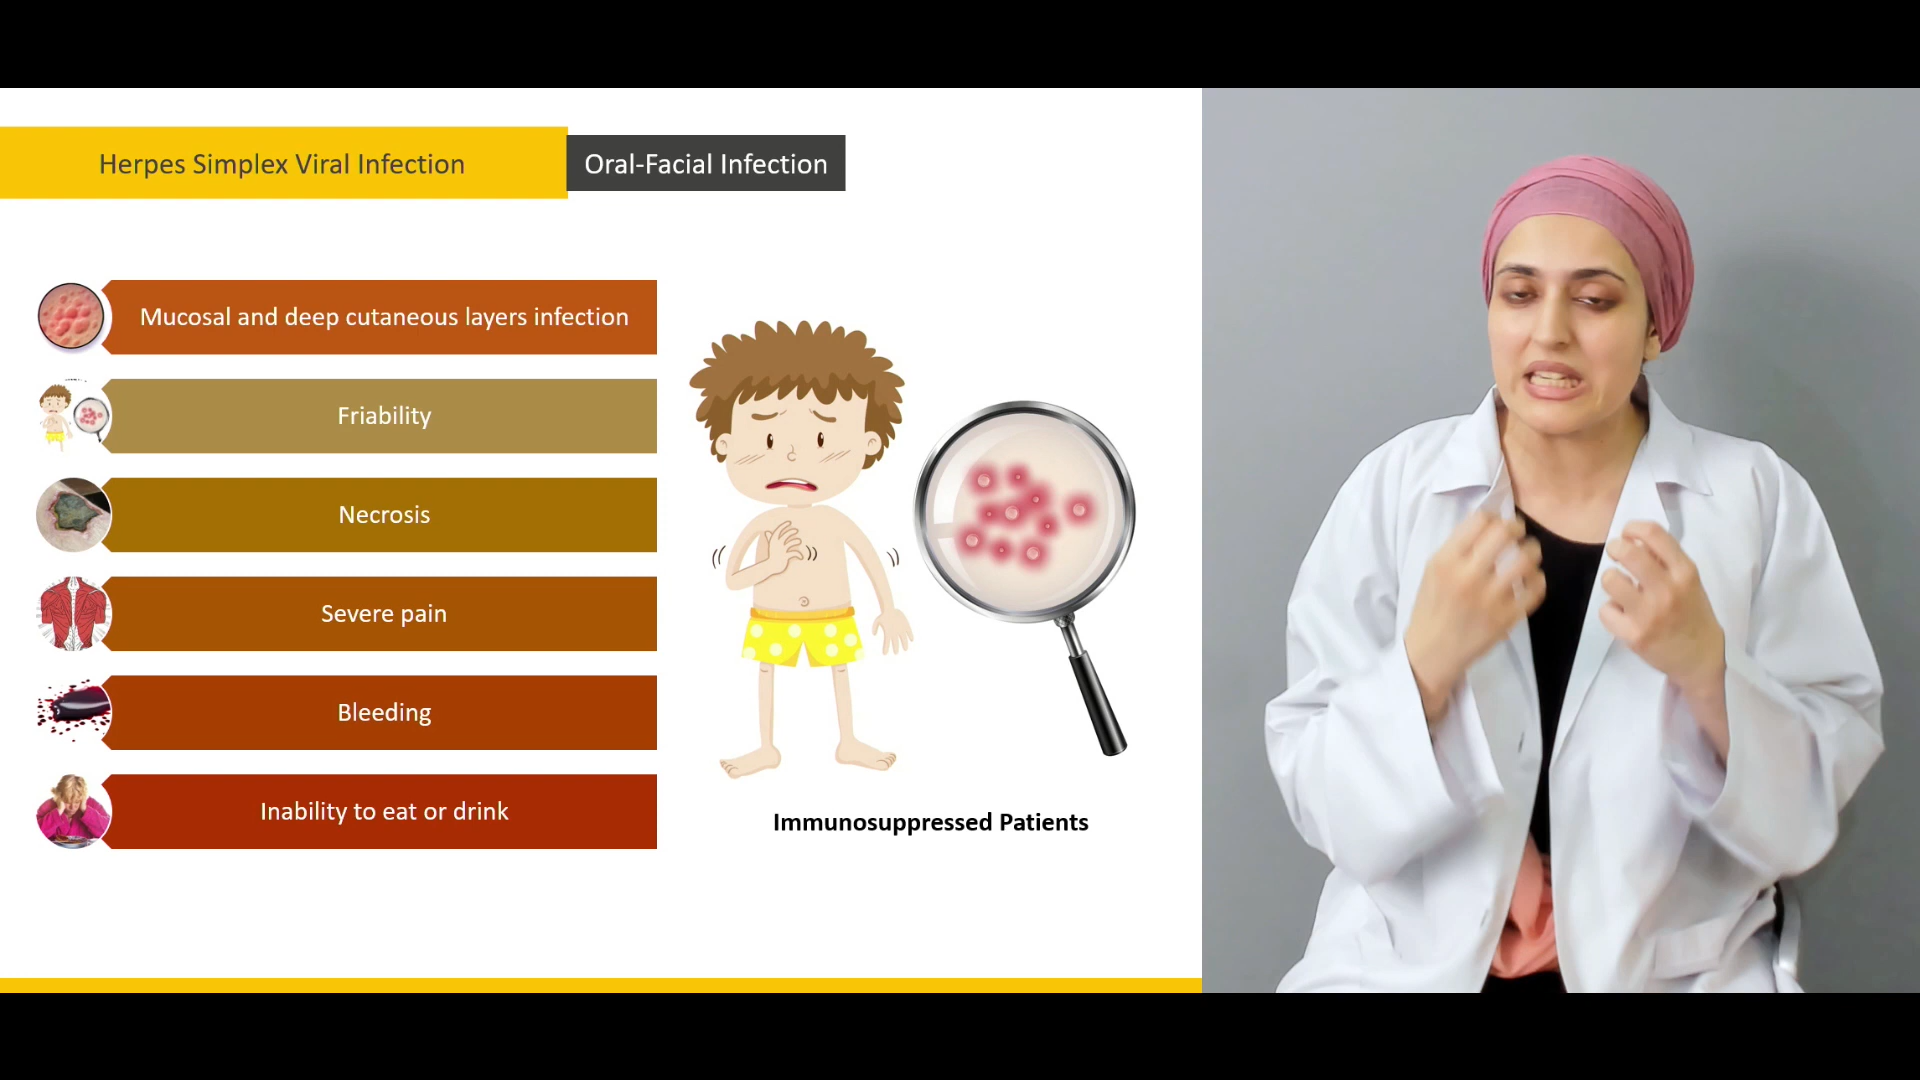 Herpes Simplex Viral Infection
Oral-Facial Infection
Mucosal and deep cutaneous layers infection
Friability
Necrosis
Severe pain
Bleeding
Inability to eat or drink
Immunosuppressed Patients